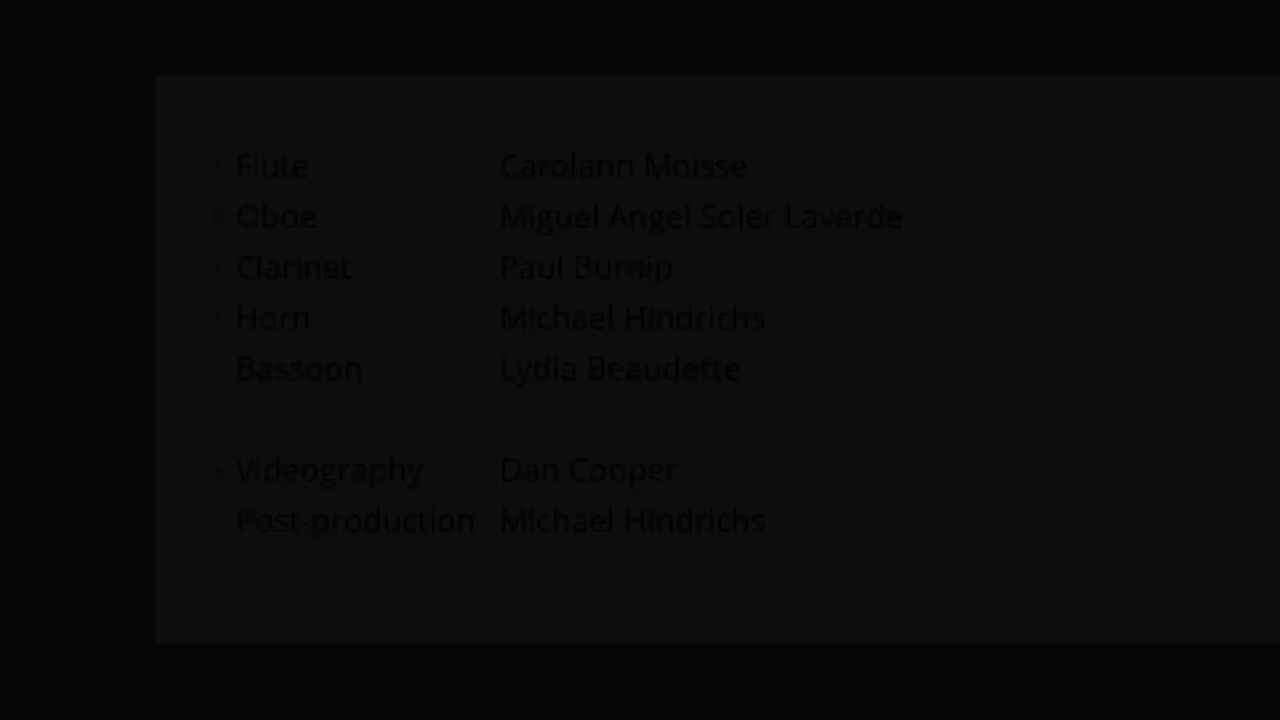 Flute Carolann Moisse
Oboe Miguel Angel Soler Laverde
Clarinet Paul Burnip
Horn Michael Hindrichs
Bassoon Lydia Beaudette
Videography Dan Cooper
Post-production Michael Hindrichs